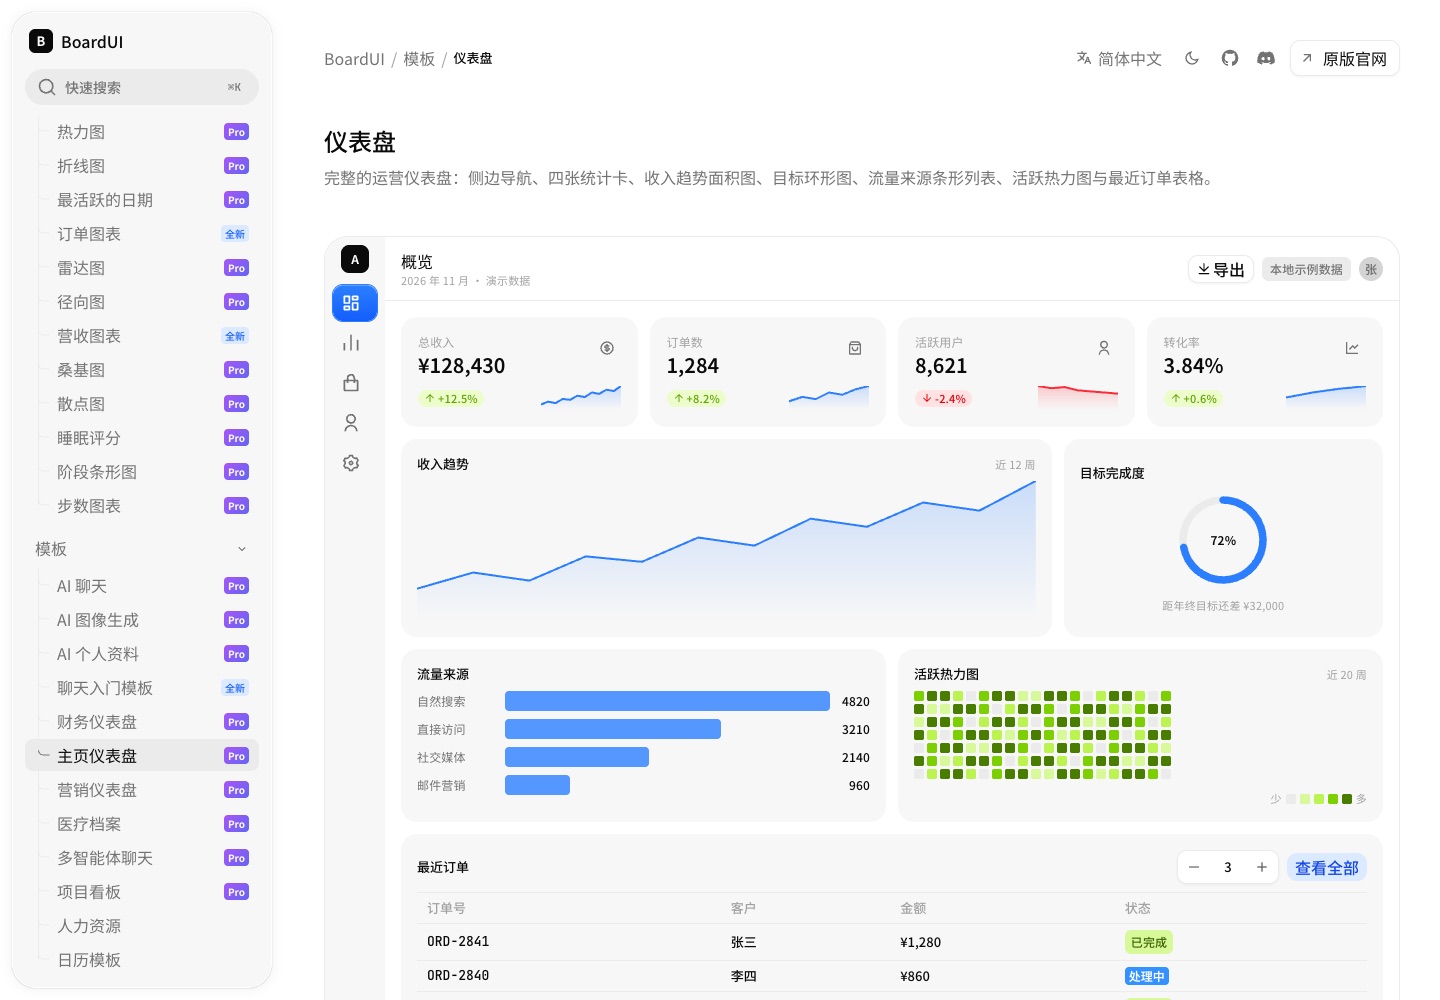 B BoardUI
快速搜索 ⌘K
热力图 Pro
折线图 Pro
最活跃的日期 Pro
订单图表 全新
雷达图 Pro
径向图 Pro
营收图表 全新
桑基图 Pro
散点图 Pro
睡眠评分 Pro
阶段条形图 Pro
步数图表 Pro
模板
AI 聊天 Pro
AI 图像生成 Pro
AI 个人资料 Pro
聊天入门模板 全新
财务仪表盘 Pro
主页仪表盘 Pro
营销仪表盘 Pro
医疗档案 Pro
多智能体聊天 Pro
项目看板 Pro
人力资源
日历模板
BoardUI / 模板 / 仪表盘
简体中文
原版官网
仪表盘
完整的运营仪表盘：侧边导航、四张统计卡、收入趋势面积图、目标环形图、流量来源条形列表、活跃热力图与最近订单表格。
A
概览
2026 年 11 月 · 演示数据
导出 本地示例数据 张
总收入
¥128,430
+12.5%
订单数
1,284
+8.2%
活跃用户
8,621
-2.4%
转化率
3.84%
+0.6%
收入趋势 近 12 周
目标完成度
72%
距年终目标还差 ¥32,000
流量来源
自然搜索 4820
直接访问 3210
社交媒体 2140
邮件营销 960
活跃热力图 近 20 周
少 多
最近订单 − 3 + 查看全部
订单号 客户 金额 状态
ORD-2841 张三 ¥1,280 已完成
ORD-2840 李四 ¥860 处理中